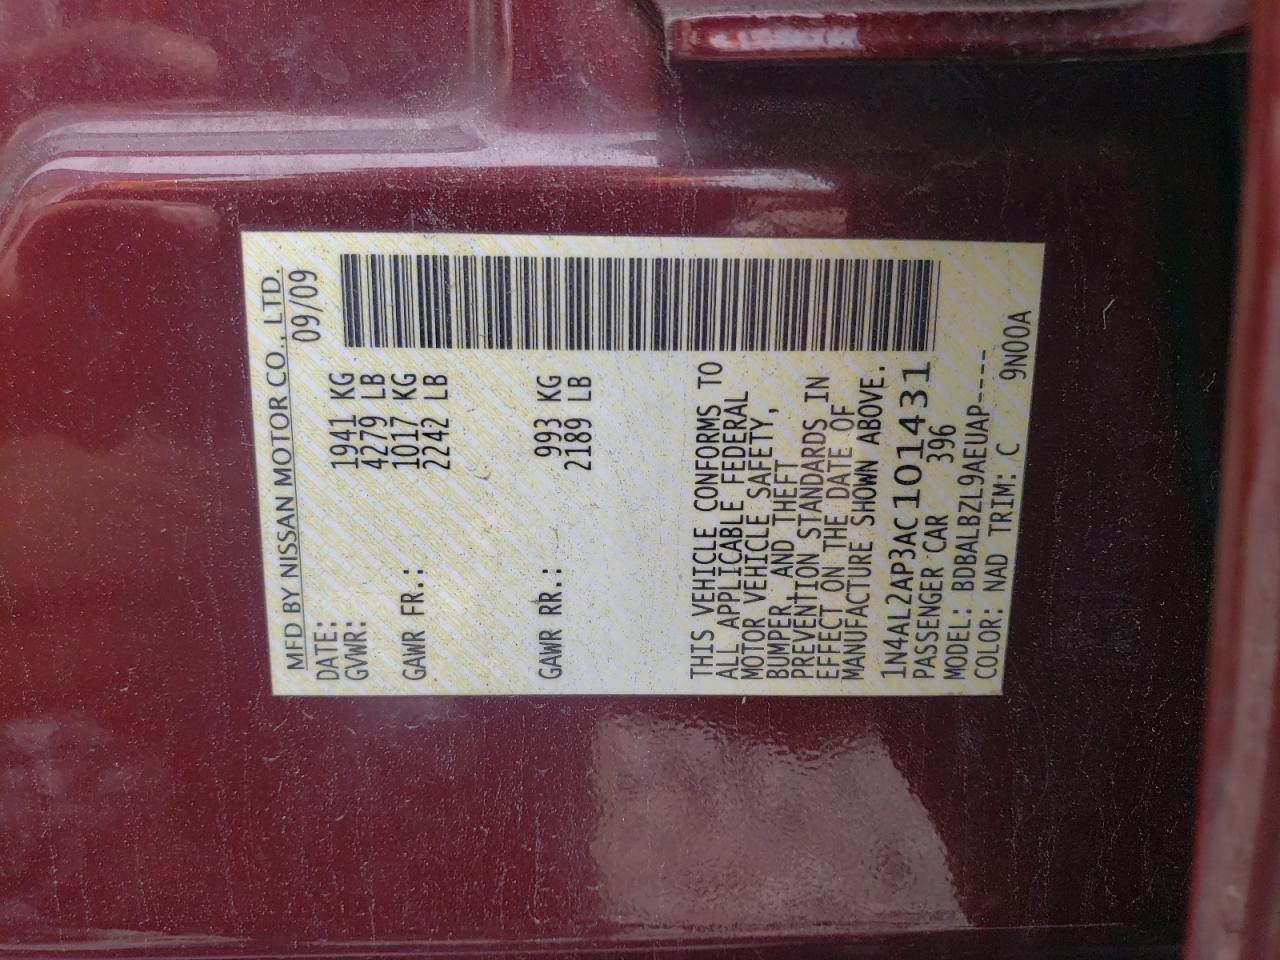 MFD BY NISSAN MOTOR CO., LTD.
DATE: 09/09
GVWR: 1941 KG
4279 LB
GAWR FR.: 1017 KG
2242 LB
GAWR RR.: 993 KG
2189 LB
THIS VEHICLE CONFORMS TO
ALL APPLICABLE FEDERAL
MOTOR VEHICLE SAFETY,
BUMPER AND THEFT
PREVENTION STANDARDS IN
EFFECT ON THE DATE OF
MANUFACTURE SHOWN ABOVE.
1N4AL2AP3AC101431
PASSENGER CAR 396
MODEL: BDBALBZL9AEUAP----
COLOR: NAD TRIM: C 9N00A